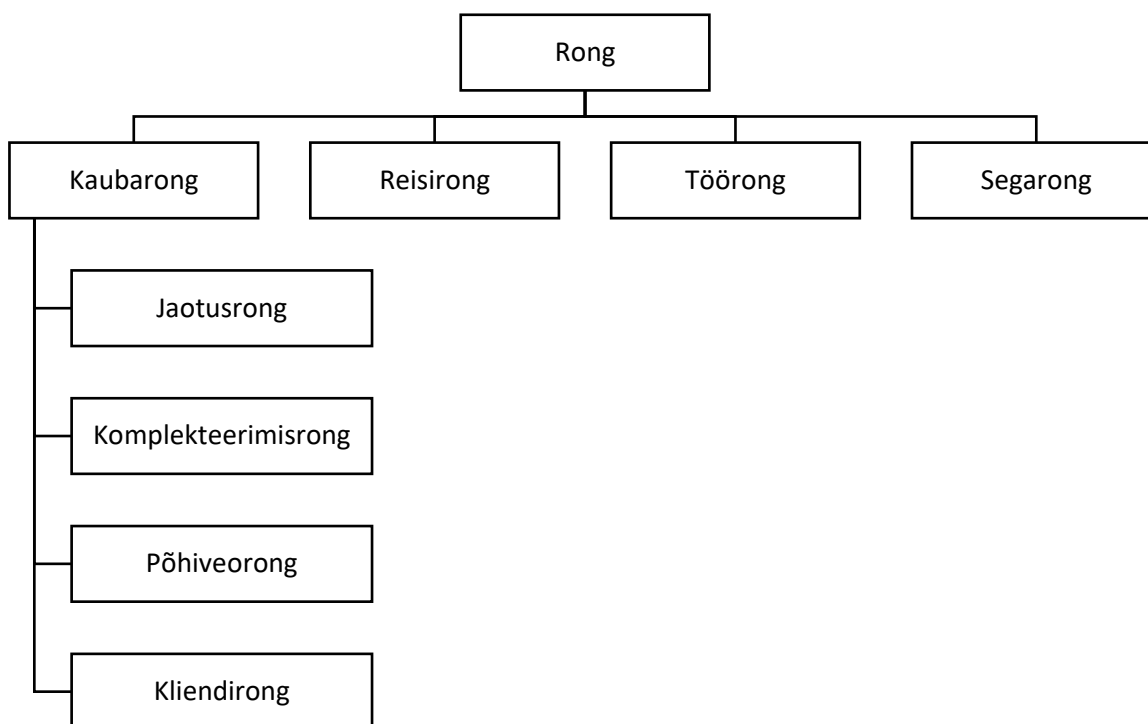 Rong
Kaubarong
Reisirong
Töörong
Segarong
Jaotusrong
Komplekteerimisrong
Põhiveorong
Kliendirong